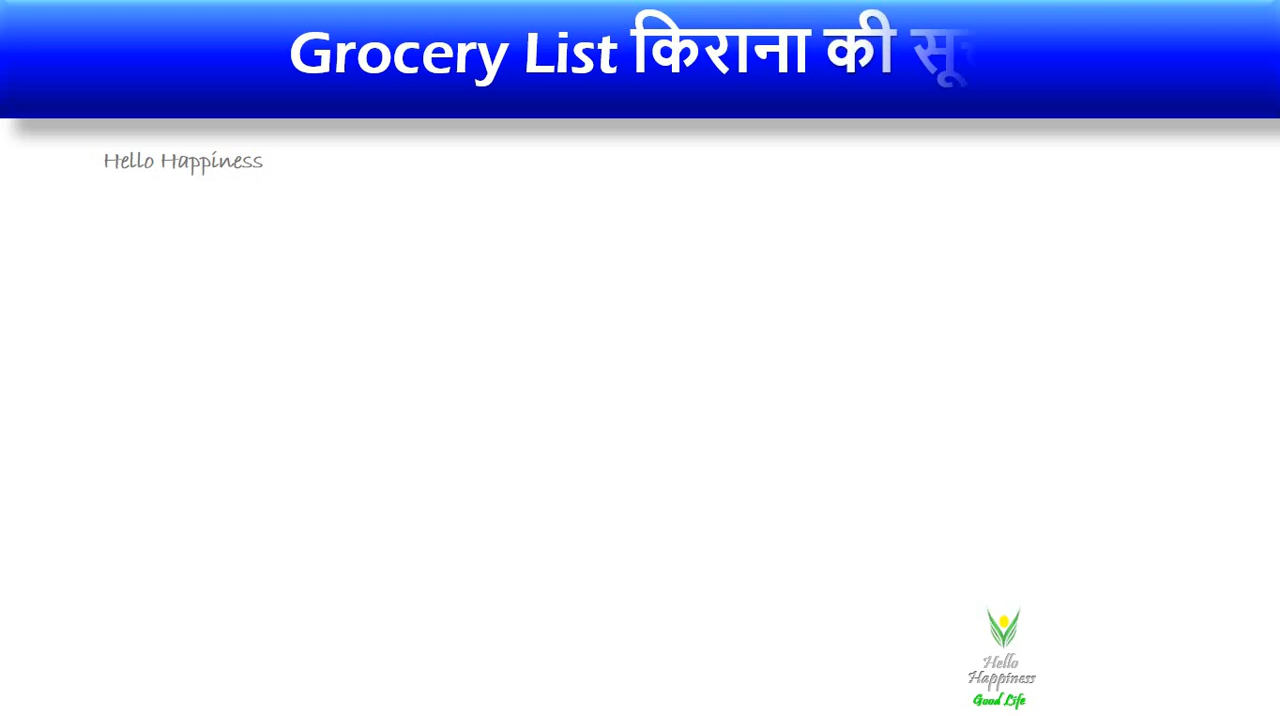 Grocery List किराना की
Hello Happiness
Hello
Happiness
Good Life